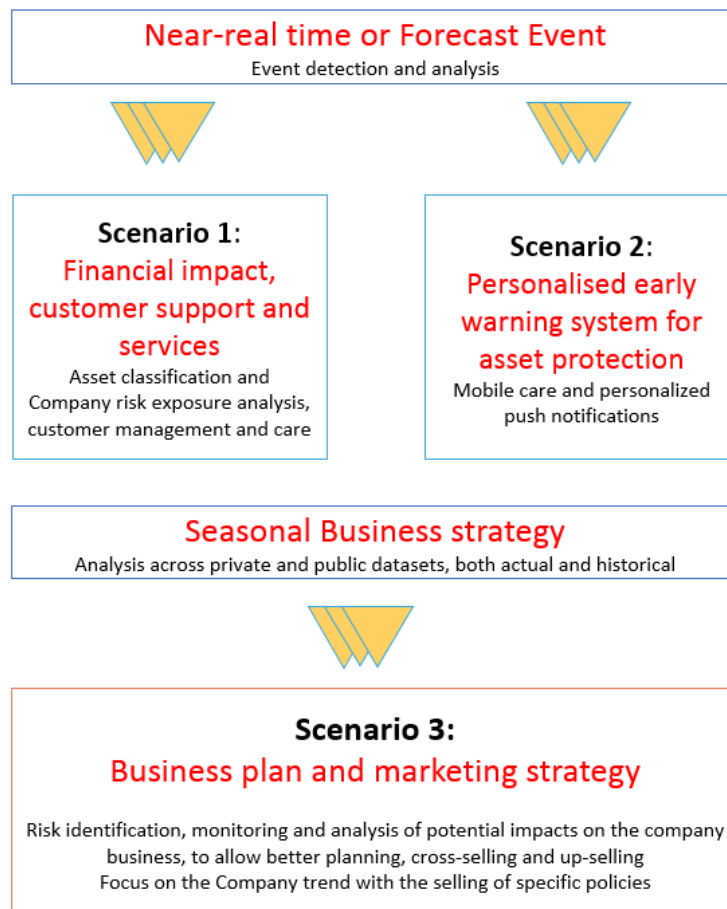 Near-real time or Forecast Event
Event detection and analysis
Scenario 1:
Financial impact,
customer support and
services
Asset classification and
Company risk exposure analysis,
customer management and care
Scenario 2:
Personalised early
warning system for
asset protection
Mobile care and personalized
push notifications
Seasonal Business strategy
Analysis across private and public datasets, both actual and historical
Scenario 3:
Business plan and marketing strategy
Risk identification, monitoring and analysis of potential impacts on the company
business, to allow better planning, cross-selling and up-selling
Focus on the Company trend with the selling of specific policies